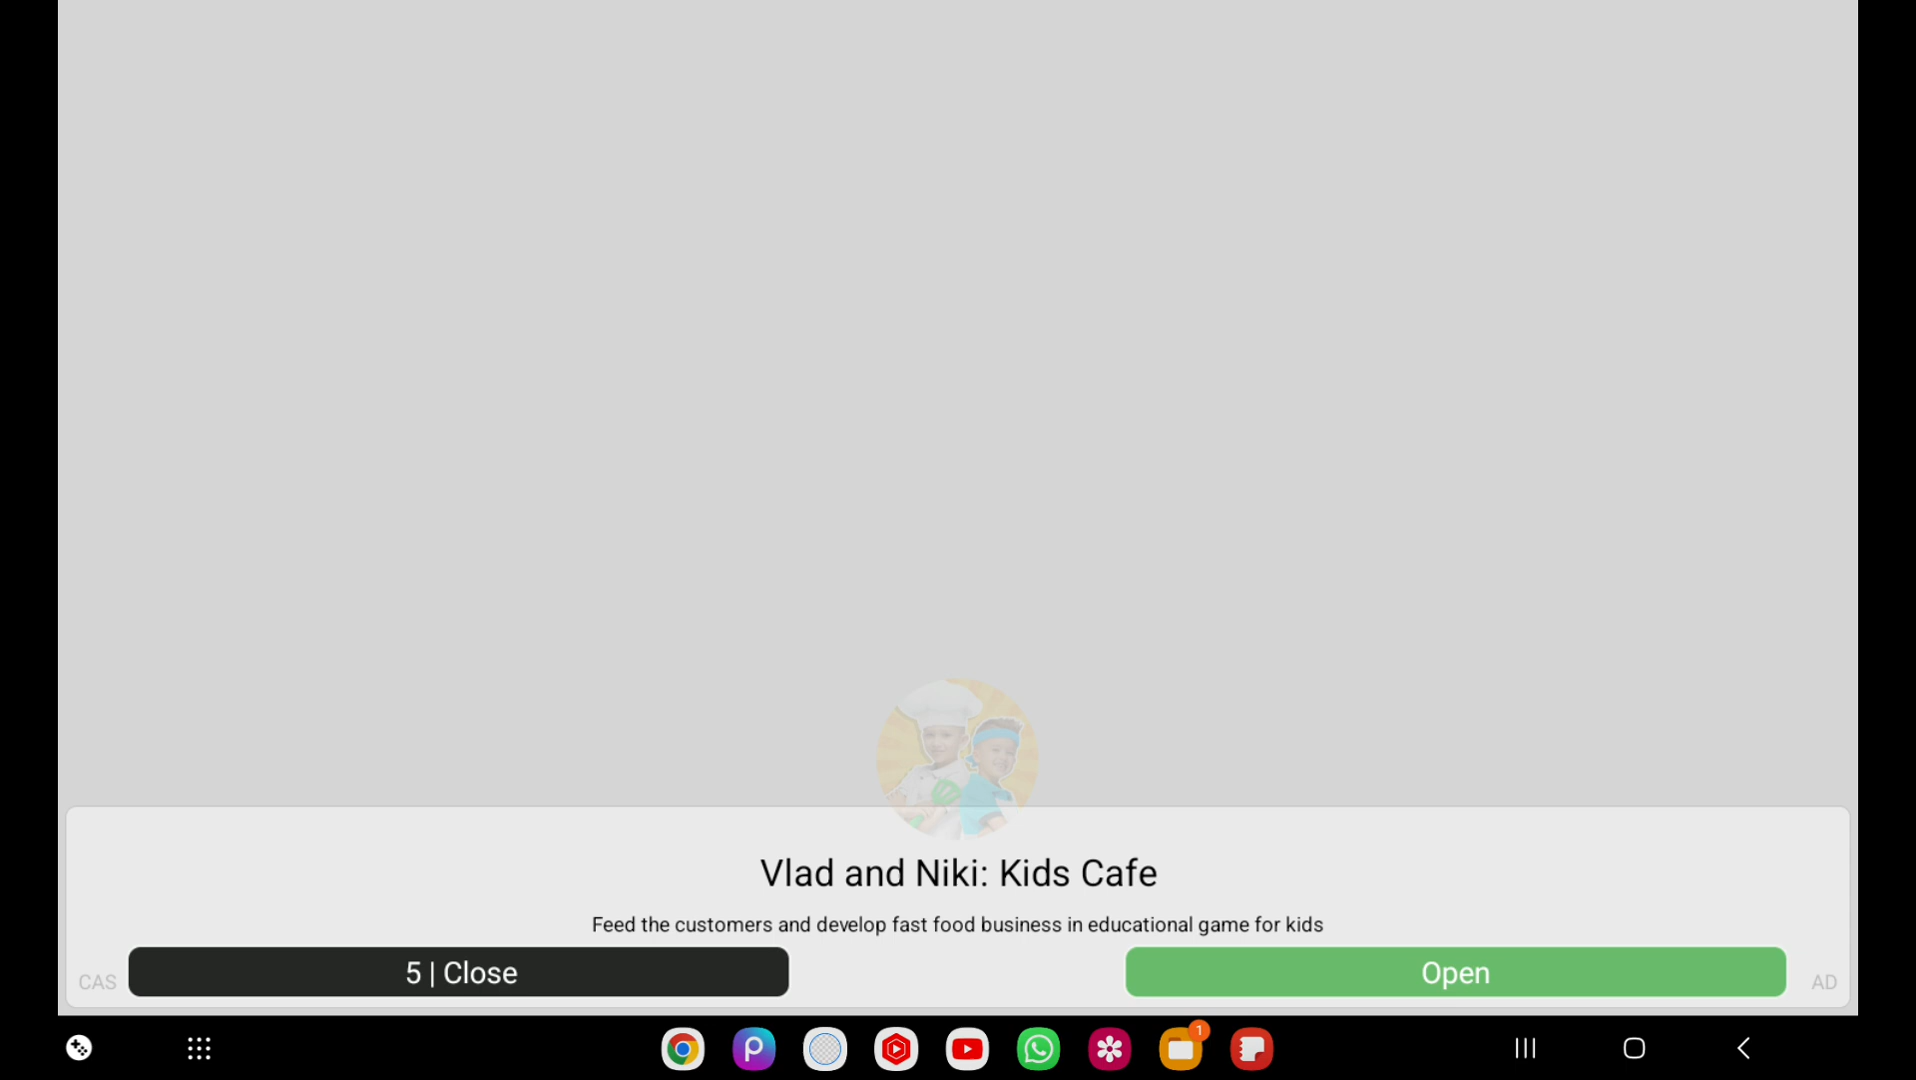 Vlad and Niki: Kids Cafe
Feed the customers and develop fast food business in educational game for kids
CAS
5 | Close
Open
AD
1